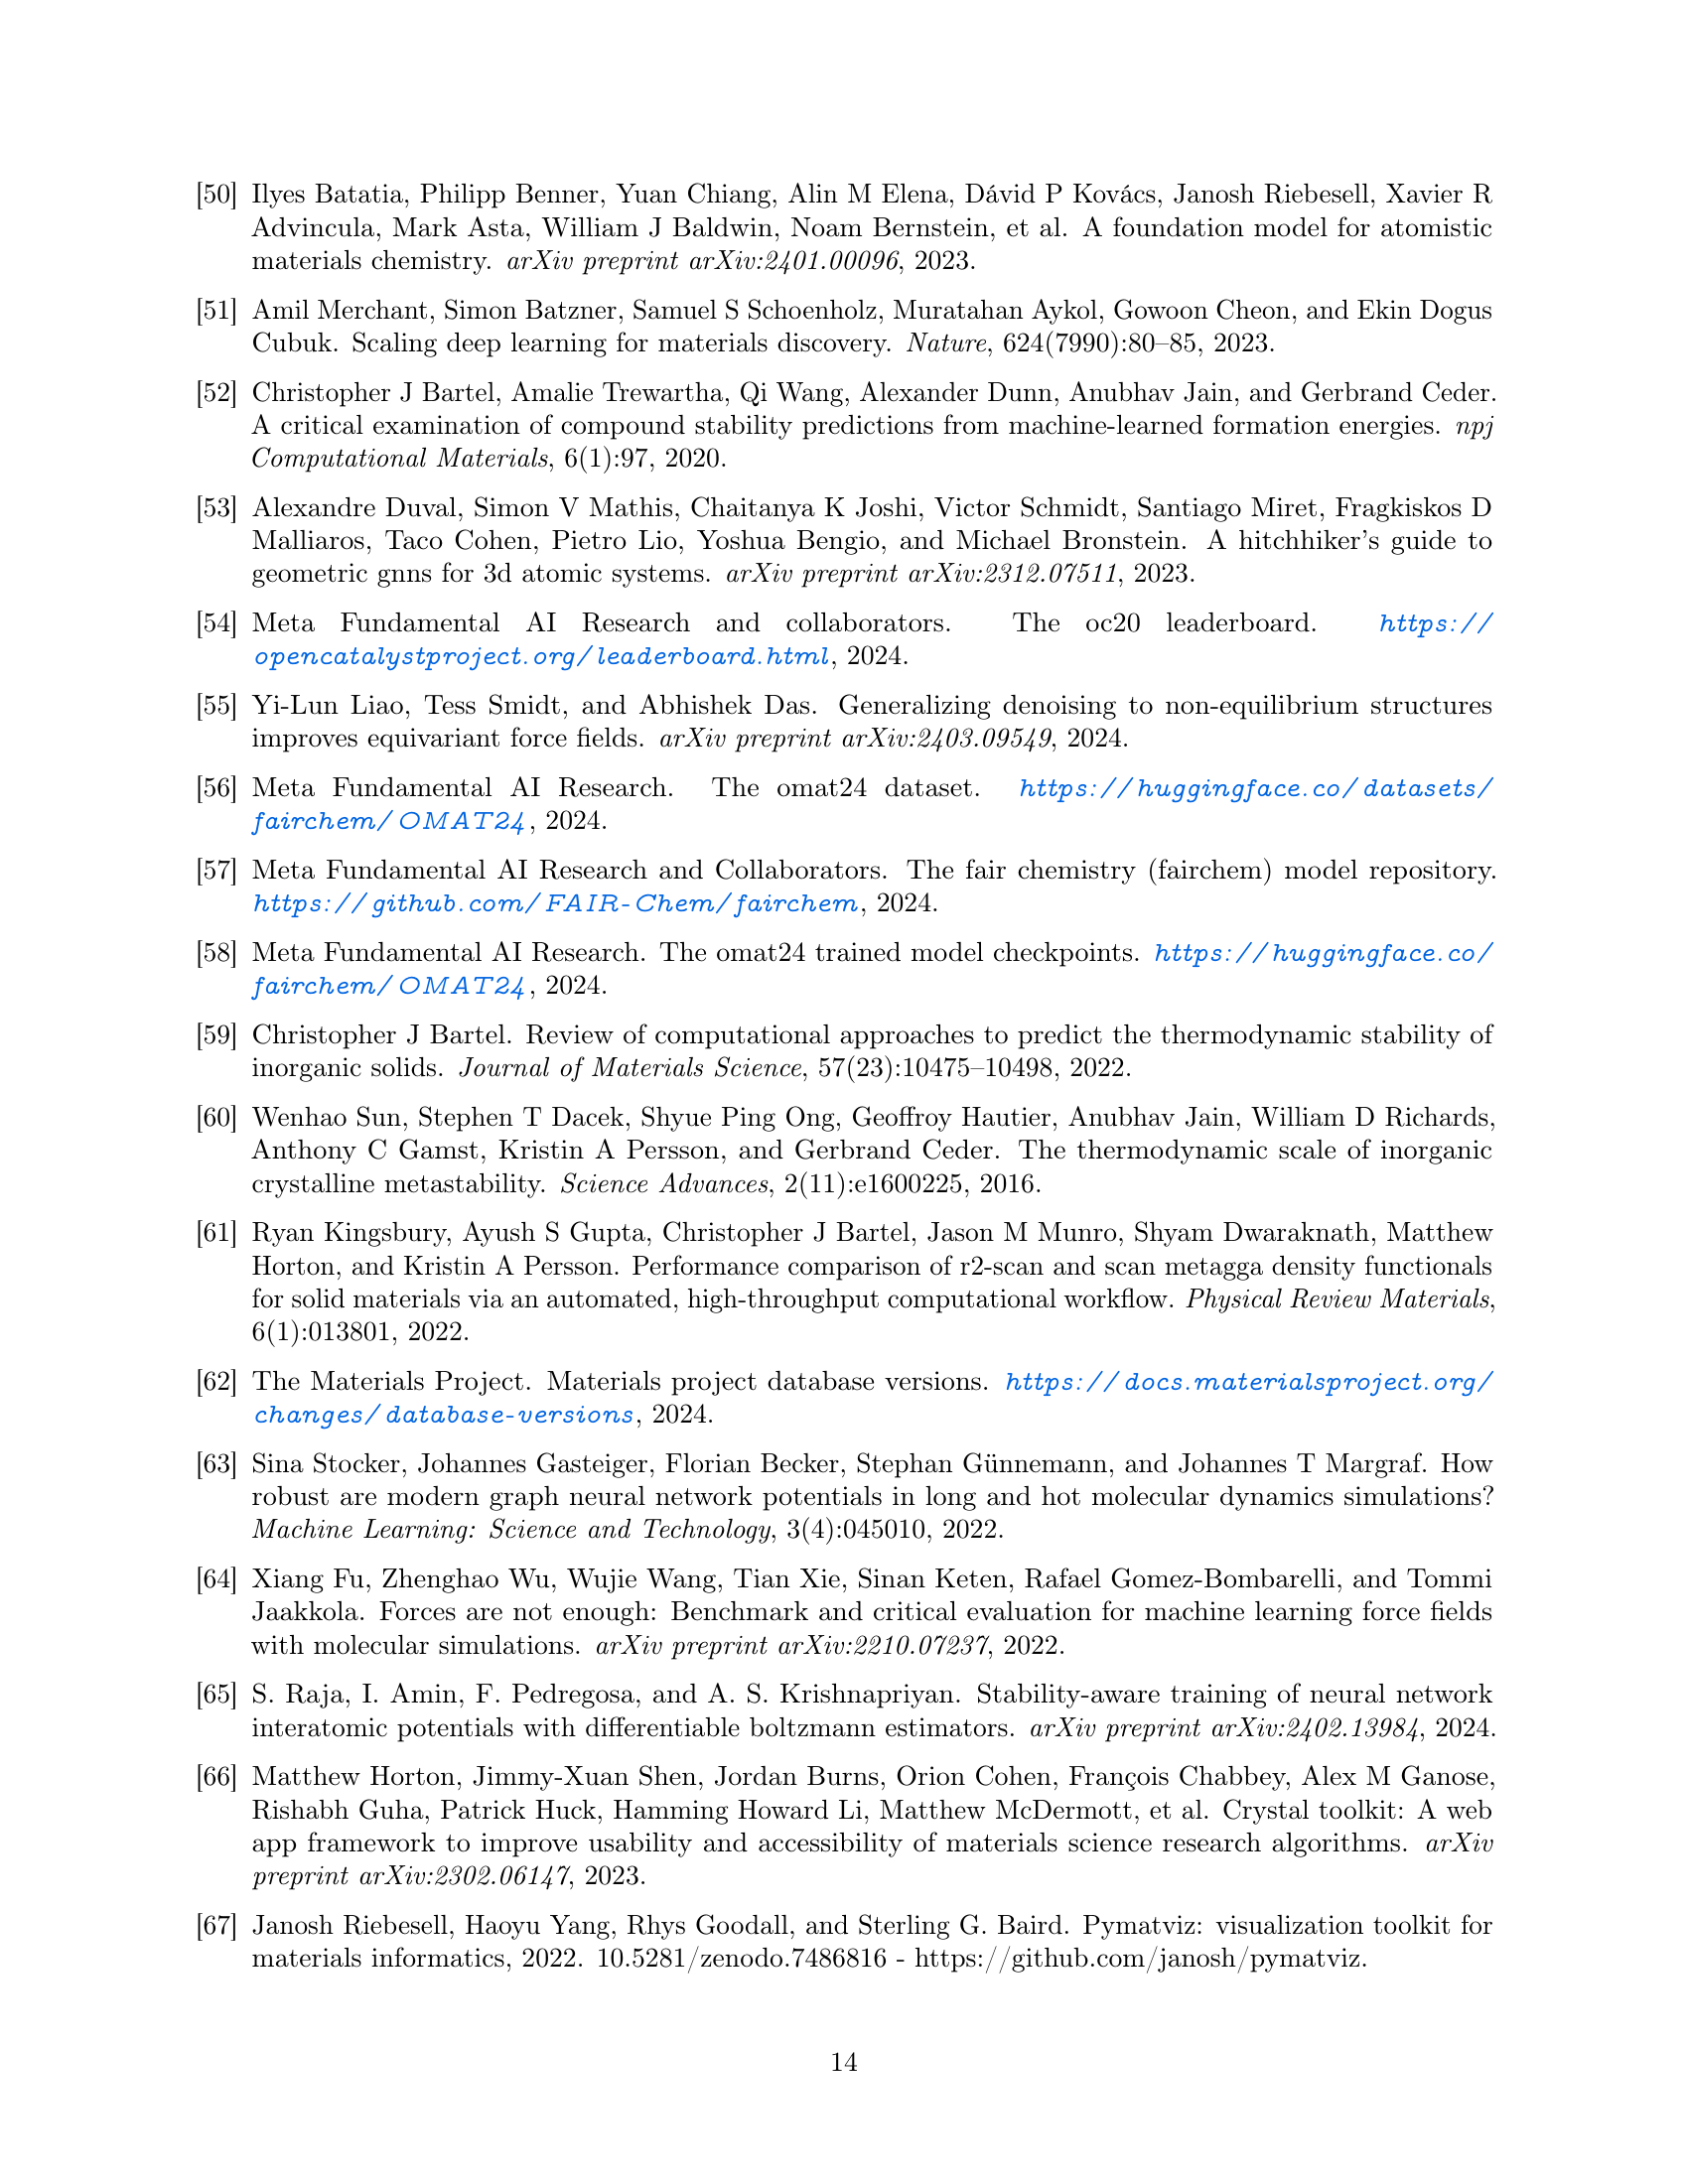 [50] Ilyes Batatia, Philipp Benner, Yuan Chiang, Alin M Elena, Dávid P Kovács, Janosh Riebesell, Xavier R
Advincula, Mark Asta, William J Baldwin, Noam Bernstein, et al. A foundation model for atomistic
materials chemistry. arXiv preprint arXiv:2401.00096, 2023.
[51] Amil Merchant, Simon Batzner, Samuel S Schoenholz, Muratahan Aykol, Gowoon Cheon, and Ekin Dogus
Cubuk. Scaling deep learning for materials discovery. Nature, 624(7990):80–85, 2023.
[52] Christopher J Bartel, Amalie Trewartha, Qi Wang, Alexander Dunn, Anubhav Jain, and Gerbrand Ceder.
A critical examination of compound stability predictions from machine-learned formation energies. npj
Computational Materials, 6(1):97, 2020.
[53] Alexandre Duval, Simon V Mathis, Chaitanya K Joshi, Victor Schmidt, Santiago Miret, Fragkiskos D
Malliaros, Taco Cohen, Pietro Lio, Yoshua Bengio, and Michael Bronstein. A hitchhiker's guide to
geometric gnns for 3d atomic systems. arXiv preprint arXiv:2312.07511, 2023.
[54] Meta Fundamental AI Research and collaborators. The oc20 leaderboard. https://
opencatalystproject.org/leaderboard.html, 2024.
[55] Yi-Lun Liao, Tess Smidt, and Abhishek Das. Generalizing denoising to non-equilibrium structures
improves equivariant force fields. arXiv preprint arXiv:2403.09549, 2024.
[56] Meta Fundamental AI Research. The omat24 dataset. https://huggingface.co/datasets/
fairchem/OMAT24, 2024.
[57] Meta Fundamental AI Research and Collaborators. The fair chemistry (fairchem) model repository.
https://github.com/FAIR-Chem/fairchem, 2024.
[58] Meta Fundamental AI Research. The omat24 trained model checkpoints. https://huggingface.co/
fairchem/OMAT24, 2024.
[59] Christopher J Bartel. Review of computational approaches to predict the thermodynamic stability of
inorganic solids. Journal of Materials Science, 57(23):10475–10498, 2022.
[60] Wenhao Sun, Stephen T Dacek, Shyue Ping Ong, Geoffroy Hautier, Anubhav Jain, William D Richards,
Anthony C Gamst, Kristin A Persson, and Gerbrand Ceder. The thermodynamic scale of inorganic
crystalline metastability. Science Advances, 2(11):e1600225, 2016.
[61] Ryan Kingsbury, Ayush S Gupta, Christopher J Bartel, Jason M Munro, Shyam Dwaraknath, Matthew
Horton, and Kristin A Persson. Performance comparison of r2-scan and scan metagga density functionals
for solid materials via an automated, high-throughput computational workflow. Physical Review Materials,
6(1):013801, 2022.
[62] The Materials Project. Materials project database versions. https://docs.materialsproject.org/
changes/database-versions, 2024.
[63] Sina Stocker, Johannes Gasteiger, Florian Becker, Stephan Günnemann, and Johannes T Margraf. How
robust are modern graph neural network potentials in long and hot molecular dynamics simulations?
Machine Learning: Science and Technology, 3(4):045010, 2022.
[64] Xiang Fu, Zhenghao Wu, Wujie Wang, Tian Xie, Sinan Keten, Rafael Gomez-Bombarelli, and Tommi
Jaakkola. Forces are not enough: Benchmark and critical evaluation for machine learning force fields
with molecular simulations. arXiv preprint arXiv:2210.07237, 2022.
[65] S. Raja, I. Amin, F. Pedregosa, and A. S. Krishnapriyan. Stability-aware training of neural network
interatomic potentials with differentiable boltzmann estimators. arXiv preprint arXiv:2402.13984, 2024.
[66] Matthew Horton, Jimmy-Xuan Shen, Jordan Burns, Orion Cohen, François Chabbey, Alex M Ganose,
Rishabh Guha, Patrick Huck, Hamming Howard Li, Matthew McDermott, et al. Crystal toolkit: A web
app framework to improve usability and accessibility of materials science research algorithms. arXiv
preprint arXiv:2302.06147, 2023.
[67] Janosh Riebesell, Haoyu Yang, Rhys Goodall, and Sterling G. Baird. Pymatviz: visualization toolkit for
materials informatics, 2022. 10.5281/zenodo.7486816 - https://github.com/janosh/pymatviz.
14